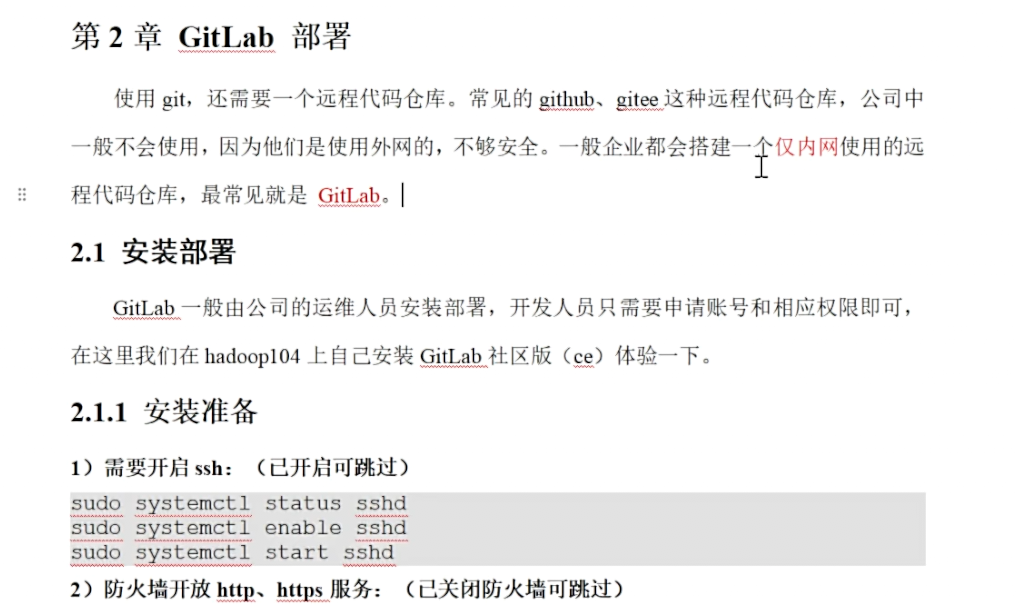 第 2 章 GitLab 部署
使用 git，还需要一个远程代码仓库。常见的 github、gitee 这种远程代码仓库，公司中
一般不会使用，因为他们是使用外网的，不够安全。一般企业都会搭建一个仅内网使用的远
程代码仓库，最常见就是 GitLab。
2.1 安装部署
GitLab 一般由公司的运维人员安装部署，开发人员只需要申请账号和相应权限即可，
在这里我们在 hadoop104 上自己安装 GitLab 社区版（ce）体验一下。
2.1.1 安装准备
1）需要开启 ssh：（已开启可跳过）
sudo systemctl status sshd
sudo systemctl enable sshd
sudo systemctl start sshd
2）防火墙开放 http、https 服务：（已关闭防火墙可跳过）